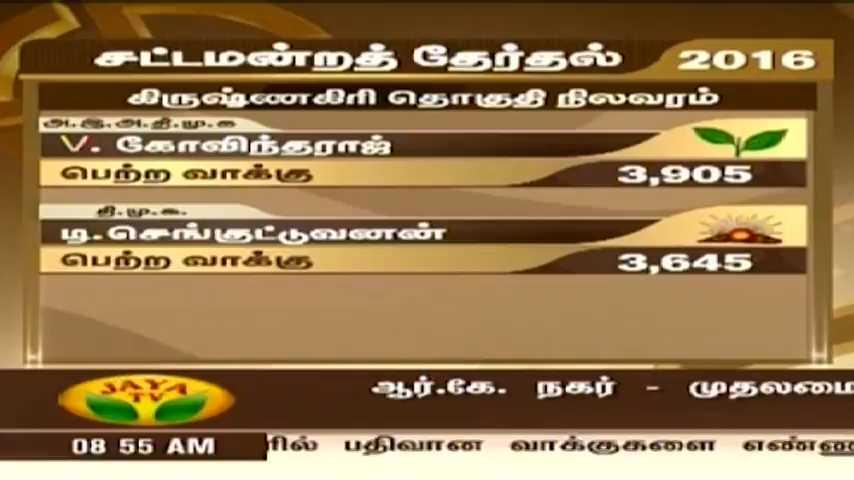 சட்டமன்றத் தேர்தல் 2016
கிருஷ்ணகிரி தொகுதி நிலவரம்
அ.இ.அ.தி.மு.க
V. கோவிந்தராஜ்
பெற்ற வாக்கு 3,905
தி.மு.க.
டி.செங்குட்டுவனன்
பெற்ற வாக்கு 3,645
ஆர்.கே. நகர் - முதலமை
JAYA TV
08 55 AM ரில் பதிவான வாக்குகளை எண்ண